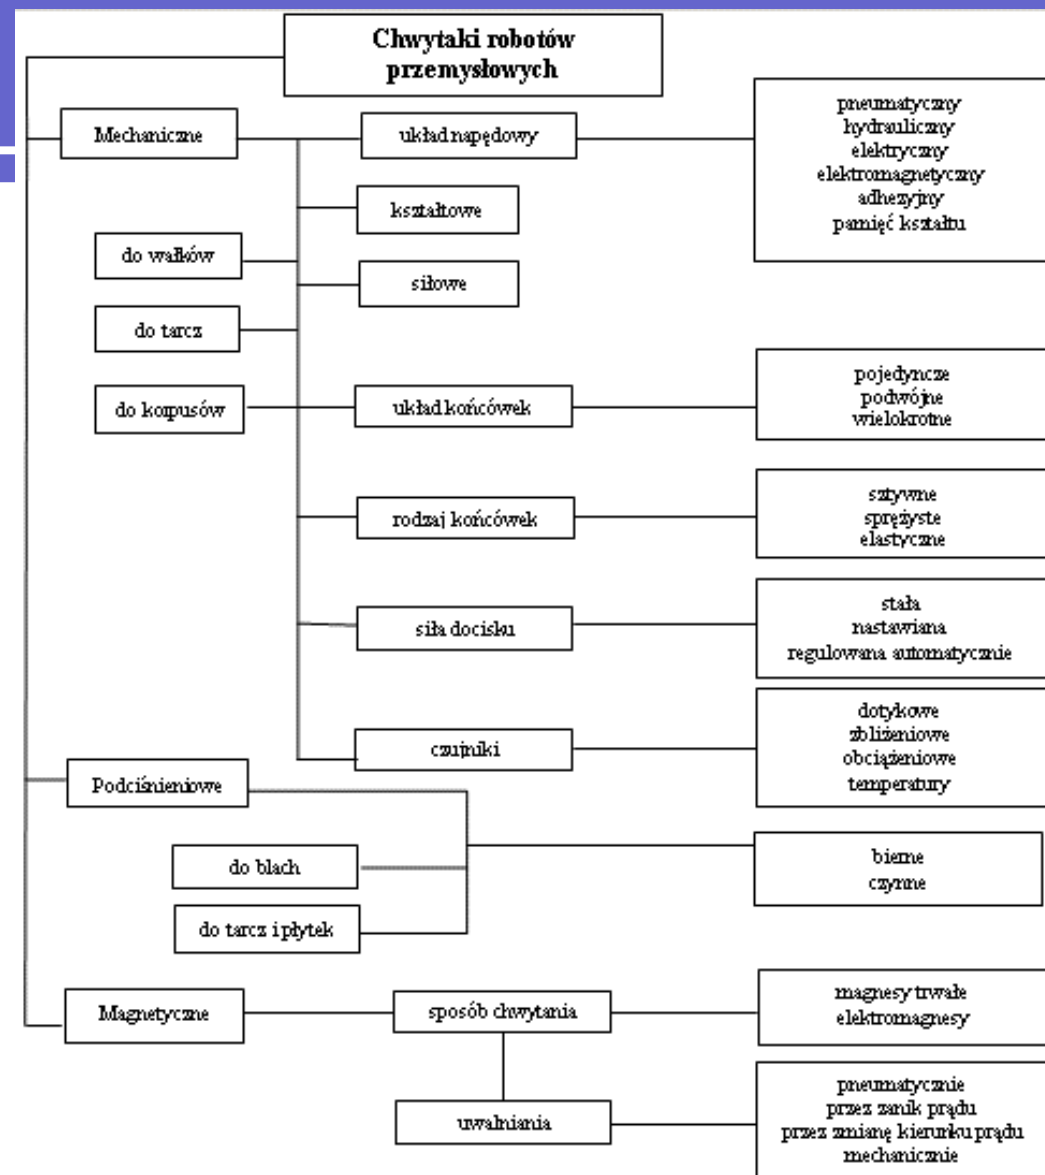 Chwytaki robotów
przemysłowych
Mechaniczne
układ napędowy
pneumatyczny
hydrauliczny
elektryczny
elektromagnetyczny
adhezyjny
pamięć kształtu
kształtowe
do wałków
siłowe
do tarcz
do korpusów
układ końcówek
pojedyncze
podwójne
wielokrotne
rodzaj końcówek
sztywne
sprężyste
elastyczne
siła docisku
stała
nastawiana
regulowana automatycznie
czujniki
dotykowe
zbliżeniowe
obciążeniowe
temperatury
Podciśnieniowe
do blach
do tarcz i płytek
bierne
czynne
Magnetyczne
sposób chwytania
magnesy trwałe
elektromagnesy
uwalniania
pneumatycznie
przez zanik prądu
przez zmianę kierunku prądu
mechanicznie